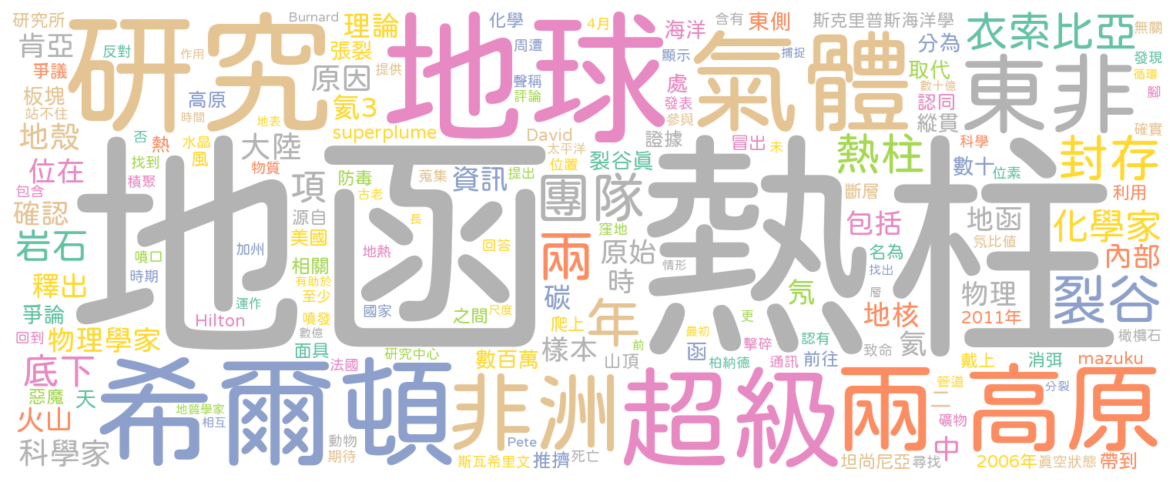 研究所 Burnard 理論 化學 4月 海洋 含有 東側 斯克里普斯海洋學 衣索比亞 無關
肯亞 反對 研究 作用 張裂 周遭 地球 顯示 氣體 捕捉 分為 東非 發現
爭議 原因 提供 聲稱 處 取代 數十億 循環
板塊 高原 氦3 評論 發表 認同 腳
站不住 時間 地表 superplume 參與 縱貫 確實
地殼 否 水晶 熱 大陸 David 太平洋 證據 冒出 未 熱柱 科學 封存
位在 找到 風 物質 位置 裂谷真 數十 位素
包含 積聚 項 防毒 蒐集 提出 團隊 斷層 利用
確認 地函 源自 古老 資訊 窪地 熱柱 包括 地函 化學家
岩石 噴口 加州 美國 長 回答 兩 原始 氖比值 名為 內部
釋出 時期 相關 地熱 時 情形 找出 裂谷
爭論 運作 有助於 至少 國家 尺度 碳 氖 層 物理
回到 Hilton 噴發 之間 年 更 地核 2011年
物理學家 數億 爬上 前 最初 擊碎 認有 氦 橄欖石
底下 面具 法國 研究中心 數百萬 樣本 山頂 函 柏納德 通訊 前往 致命 戴上 消弭 mazuku
惡魔 天 希爾頓 非洲 超級 兩 管道 高原 分裂
火山 地質學家 相互 二 礦物
科學家 動物 期待 Pete 斯瓦希里文 推擠 死亡 坦尚尼亞 尋找 中 2006年 真空狀態 帶到